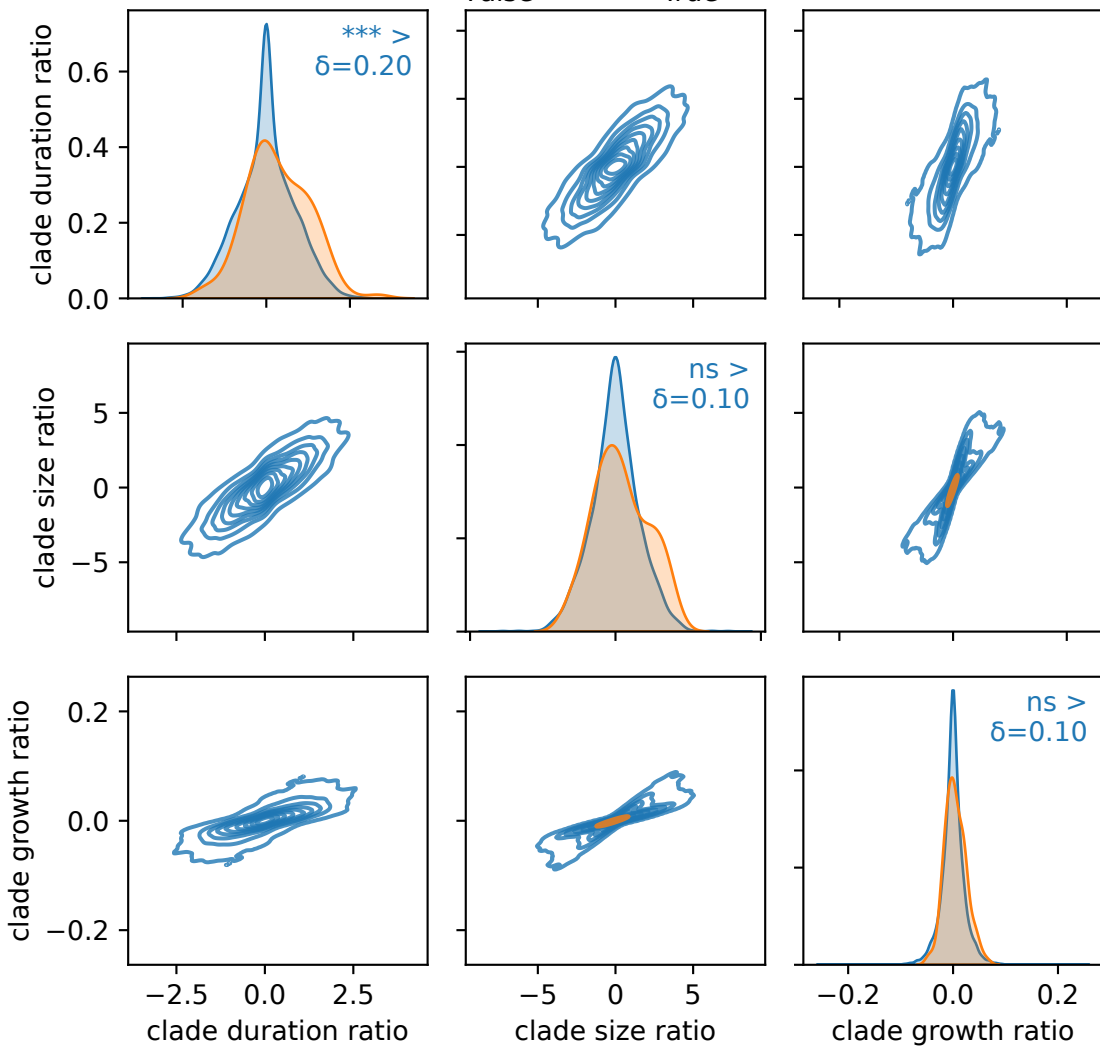 clade duration ratio
0.6
0.4
0.2
0.0
*** >
δ=0.20
clade size ratio
5
0
−5
ns >
δ=0.10
clade growth ratio
0.2
0.0
−0.2
ns >
δ=0.10
−2.5 0.0 2.5
−5 0 5
−0.2 0.0 0.2
clade duration ratio
clade size ratio
clade growth ratio